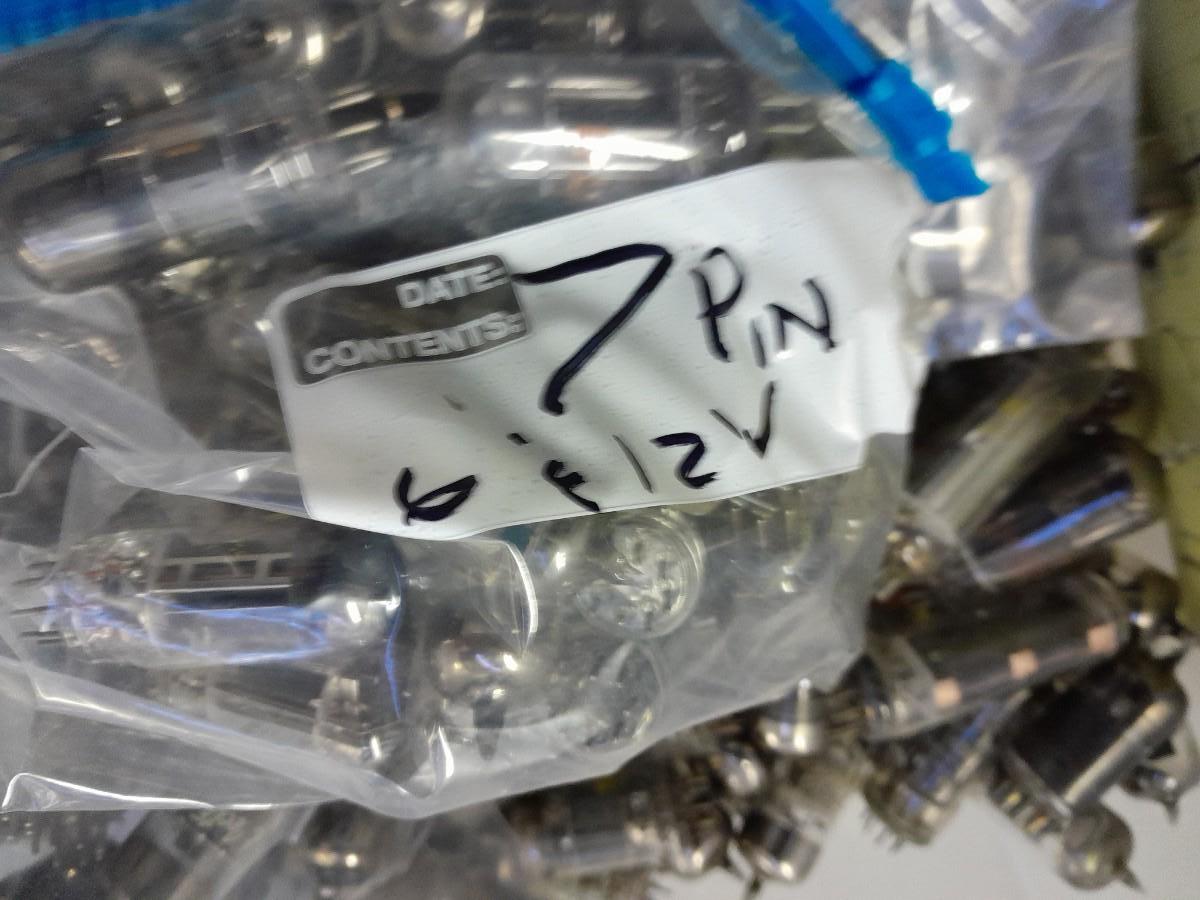 DATE: 7 PIN
CONTENTS:
6 & 12V